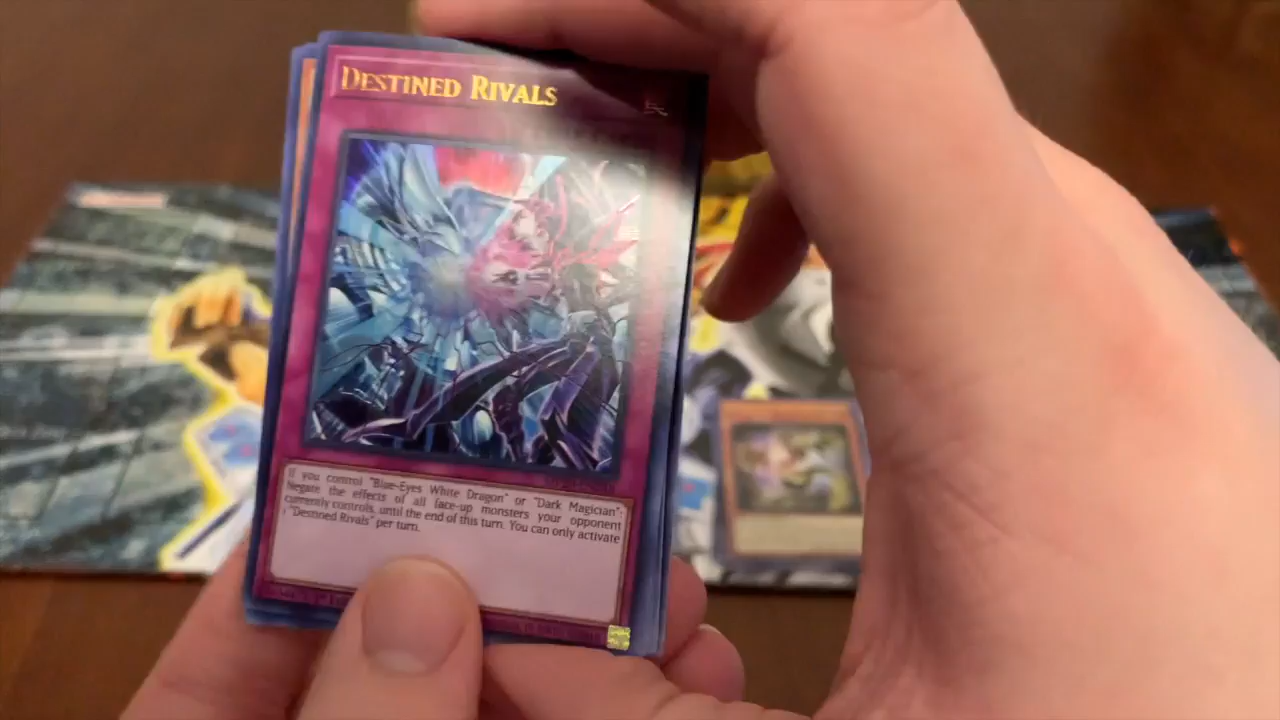 DESTINED RIVALS
If you control "Blue-Eyes White Dragon" or "Dark Magician":
Negate the effects of all face-up monsters your opponent
currently controls, until the end of this turn. You can only activate
"Destined Rivals" per turn.